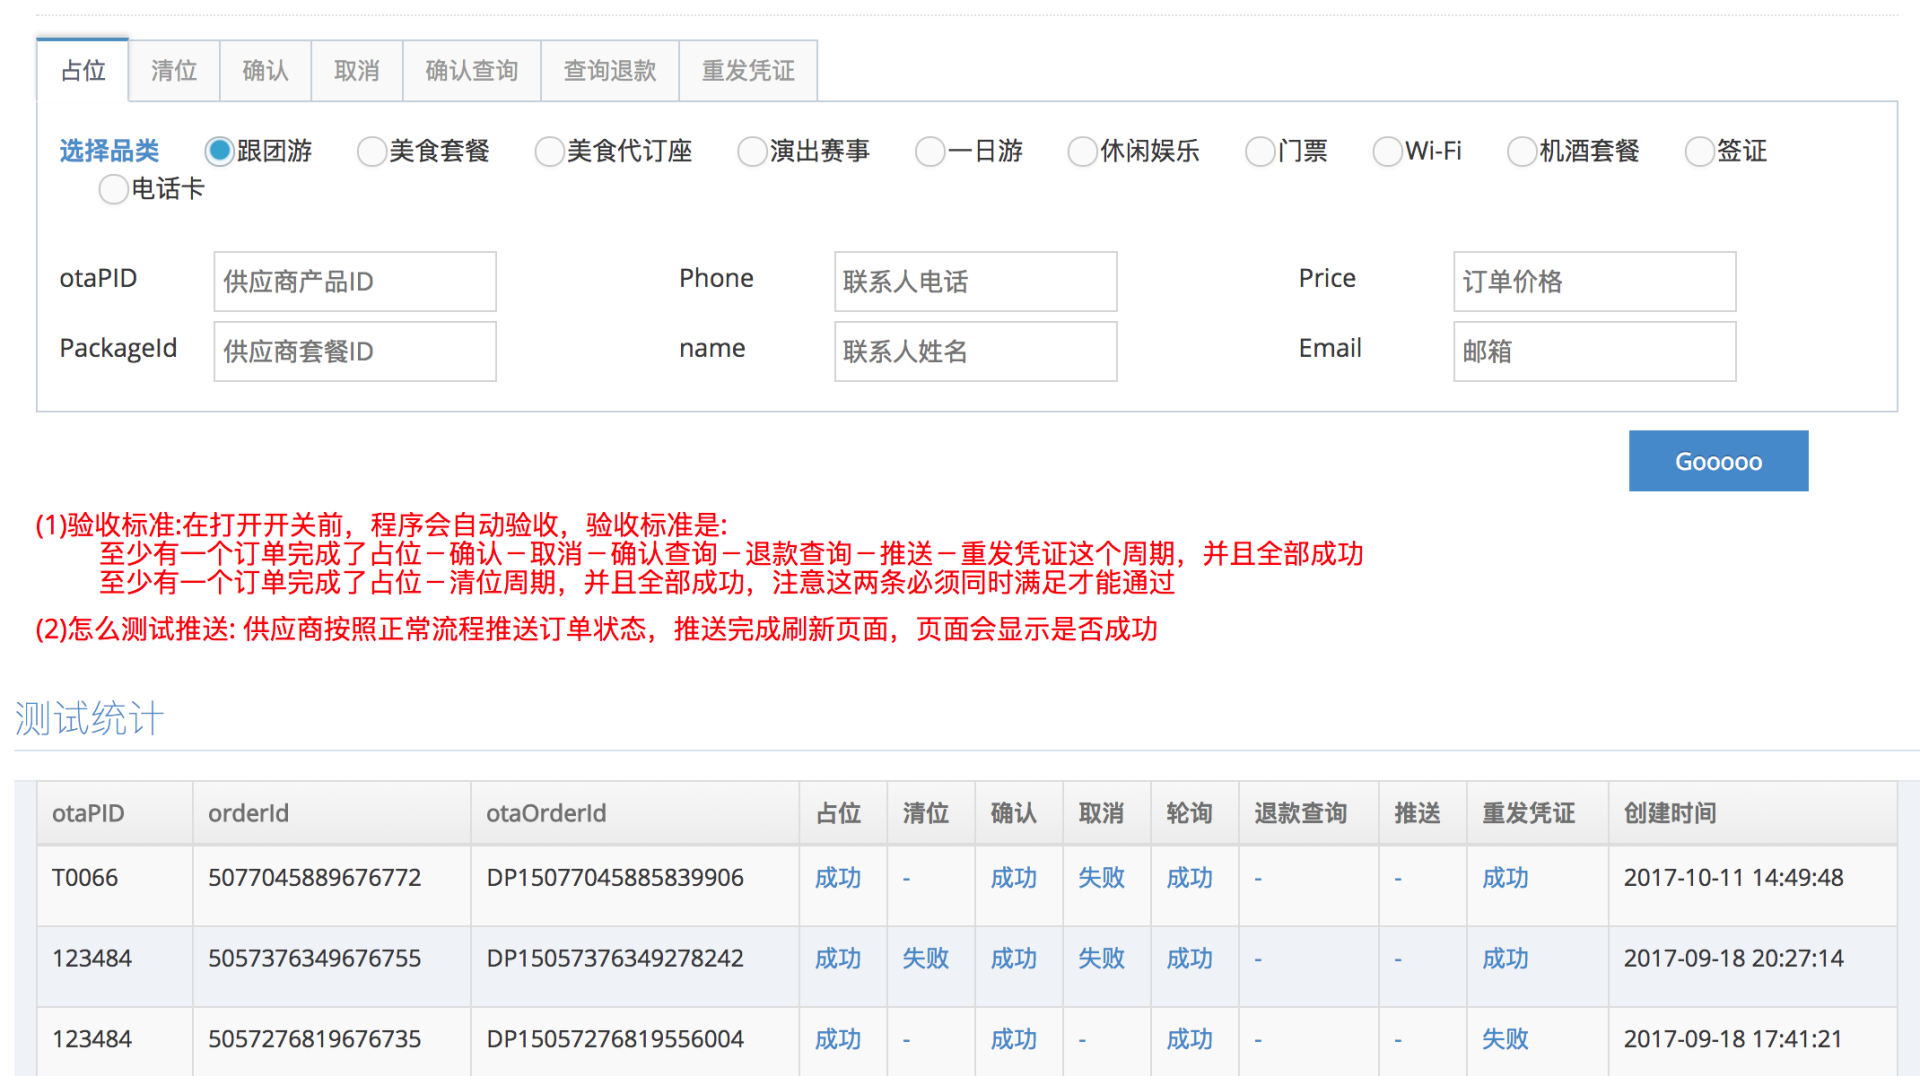 占位 清位 确认 取消 确认查询 查询退款 重发凭证
选择品类 跟团游 美食套餐 美食代订座 演出赛事 一日游 休闲娱乐 门票 Wi-Fi 机酒套餐 签证
电话卡
otaPID 供应商产品ID Phone 联系人电话 Price 订单价格
PackageId 供应商套餐ID name 联系人姓名 Email 邮箱
Gooooo
(1)验收标准:在打开开关前，程序会自动验收，验收标准是:
至少有一个订单完成了占位－确认－取消－确认查询－退款查询－推送－重发凭证这个周期，并且全部成功
至少有一个订单完成了占位－清位周期，并且全部成功，注意这两条必须同时满足才能通过
(2)怎么测试推送: 供应商按照正常流程推送订单状态，推送完成刷新页面，页面会显示是否成功
测试统计
otaPID orderId otaOrderId 占位 清位 确认 取消 轮询 退款查询 推送 重发凭证 创建时间
T0066 5077045889676772 DP15077045885839906 成功 - 成功 失败 成功 - - 成功 2017-10-11 14:49:48
123484 5057376349676755 DP15057376349278242 成功 失败 成功 失败 成功 - - 成功 2017-09-18 20:27:14
123484 5057276819676735 DP15057276819556004 成功 - 成功 - 成功 - - 失败 2017-09-18 17:41:21